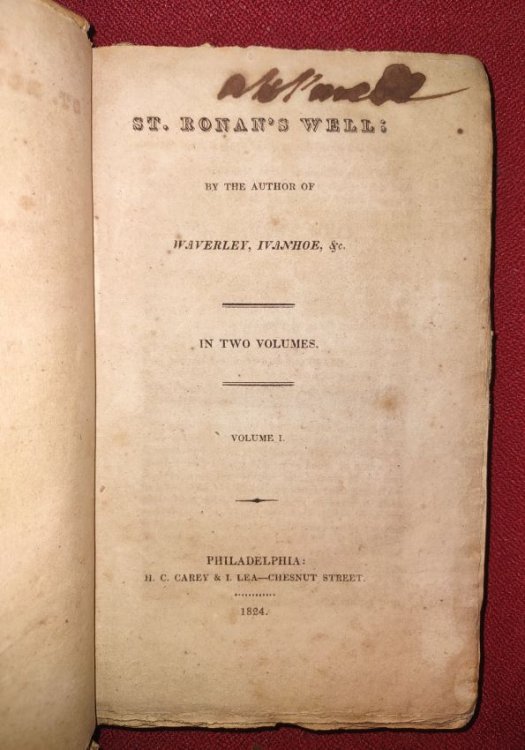 ST. RONAN'S WELL;
BY THE AUTHOR OF
WAVERLEY, IVANHOE, &c.
IN TWO VOLUMES.
VOLUME I.
PHILADELPHIA:
H. C. CAREY & I. LEA—CHESNUT STREET.
1824.